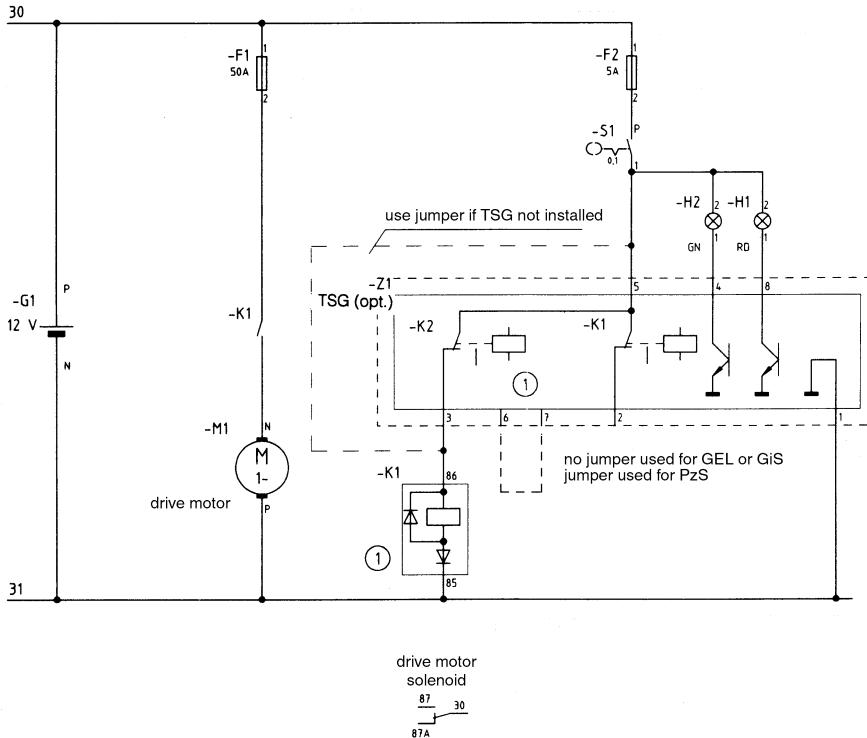 30
-F1
50A
1
2
-F2
5A
1
2
-S1
P
0,1
1
-H2
2
1
GN
-H1
2
1
RD
use jumper if TSG not installed
-Z1
TSG (opt.)
5
4
8
-G1
12 V
P
N
-K1
-K2
-K1
1
3
6
7
2
1
-M1
N
M
1~
P
drive motor
no jumper used for GEL or GiS
jumper used for PzS
-K1
86
1
85
31
drive motor
solenoid
87
30
87A